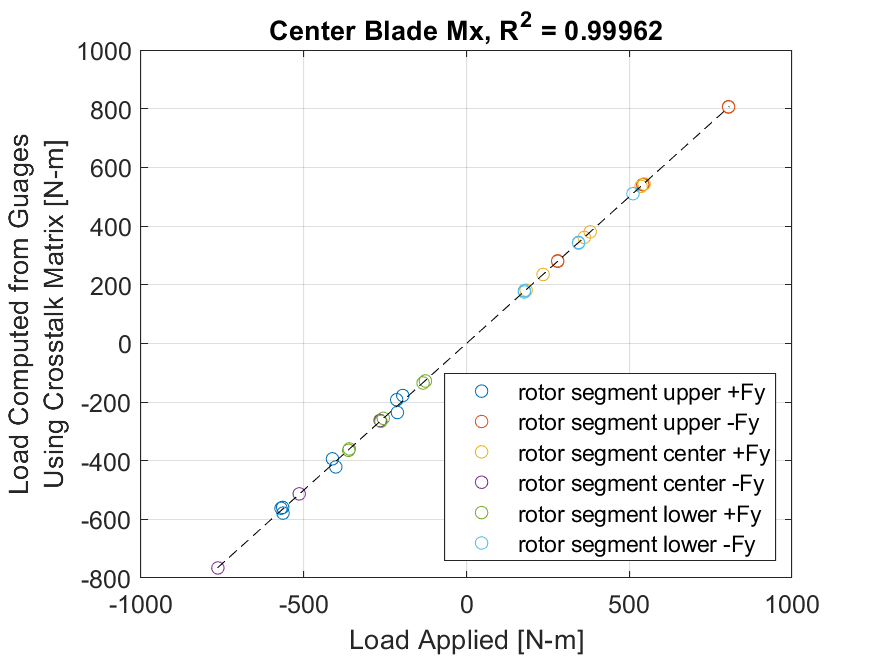 Center Blade Mx, R² = 0.99962
Load Computed from Guages
Using Crosstalk Matrix [N-m]
1000
800
600
400
200
0
-200
-400
-600
-800
rotor segment upper +Fy
rotor segment upper -Fy
rotor segment center +Fy
rotor segment center -Fy
rotor segment lower +Fy
rotor segment lower -Fy
-1000
-500
0
500
1000
Load Applied [N-m]